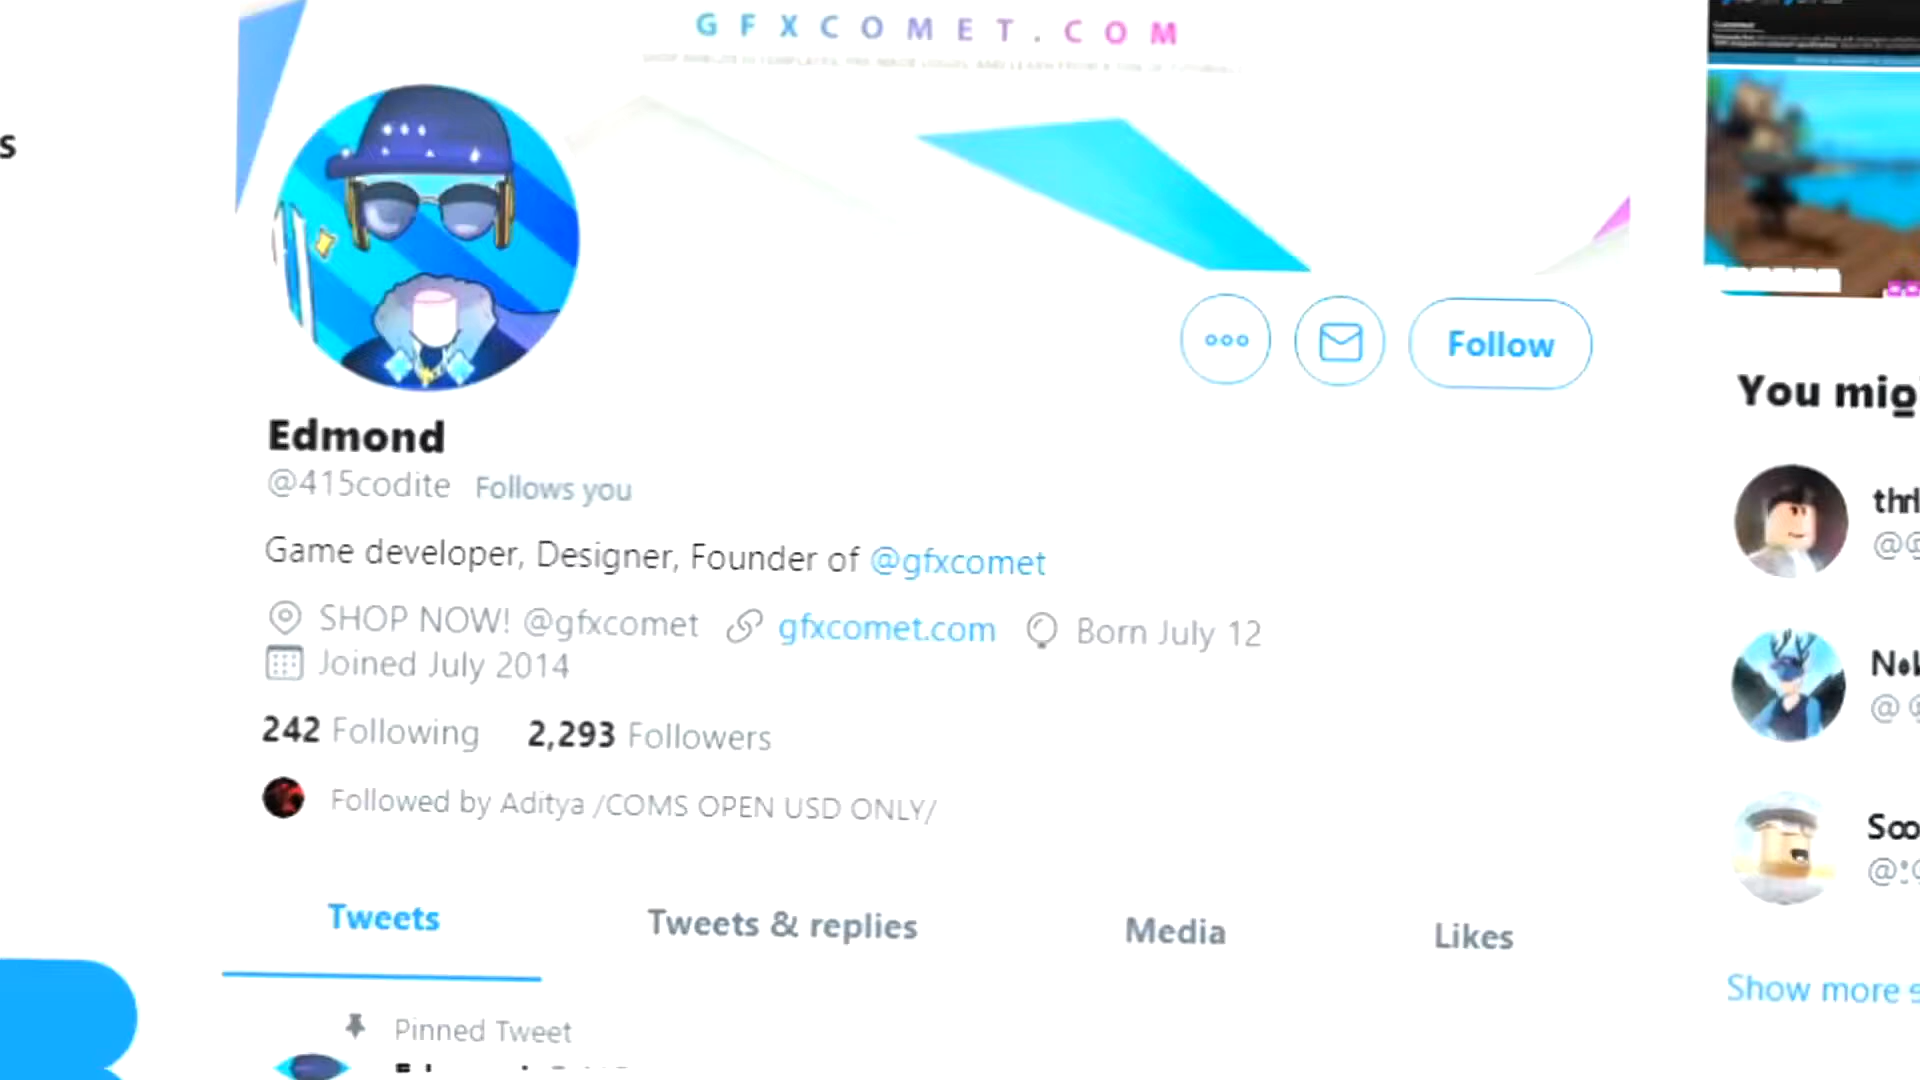 GFXCOMET.COM
s
Edmond
@415codite Follows you
Game developer, Designer, Founder of @gfxcomet
SHOP NOW! @gfxcomet gfxcomet.com Born July 12
Joined July 2014
242 Following 2,293 Followers
Followed by Aditya /COMS OPEN USD ONLY/
Tweets Tweets & replies Media Likes
Pinned Tweet
Follow
You mig
Show more s